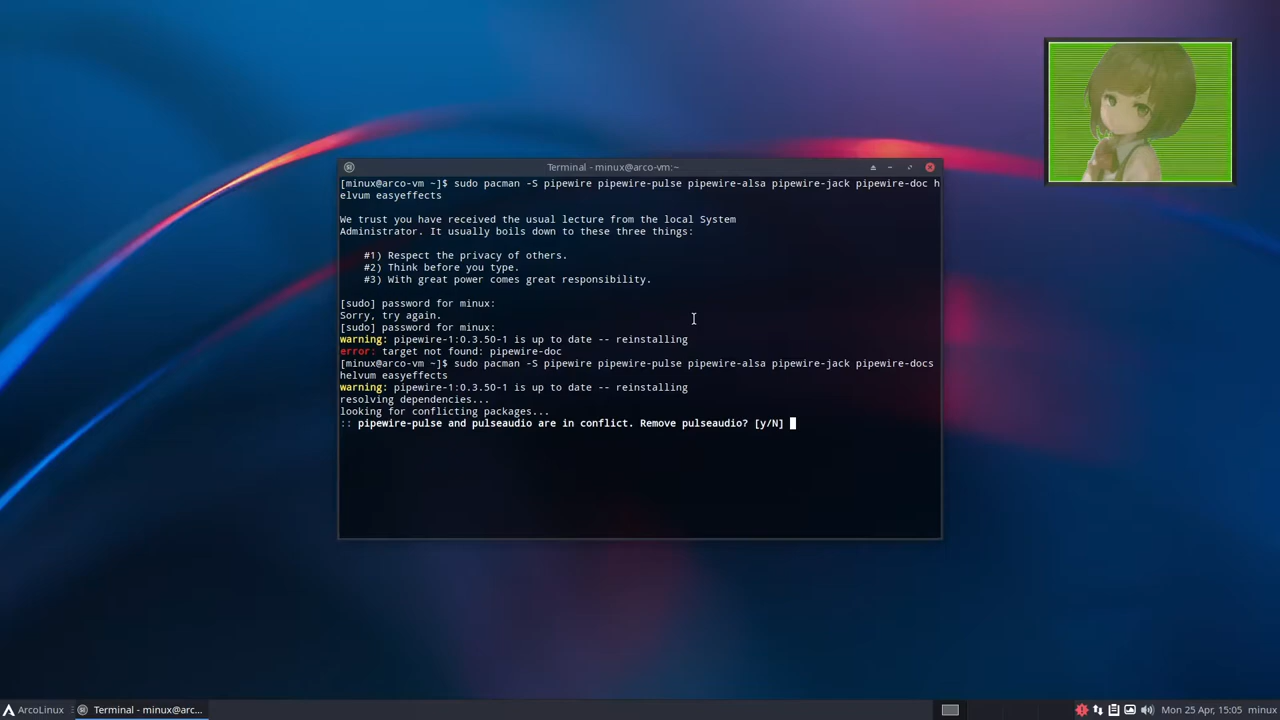 Terminal - minux@arco-vm:~
[minux@arco-vm ~]$ sudo pacman -S pipewire pipewire-pulse pipewire-alsa pipewire-jack pipewire-doc h
elvum easyeffects
We trust you have received the usual lecture from the local System
Administrator. It usually boils down to these three things:
#1) Respect the privacy of others.
#2) Think before you type.
#3) With great power comes great responsibility.
[sudo] password for minux:
Sorry, try again.
[sudo] password for minux:
warning: pipewire-1:0.3.50-1 is up to date -- reinstalling
error: target not found: pipewire-doc
[minux@arco-vm ~]$ sudo pacman -S pipewire pipewire-pulse pipewire-alsa pipewire-jack pipewire-docs
helvum easyeffects
warning: pipewire-1:0.3.50-1 is up to date -- reinstalling
resolving dependencies...
looking for conflicting packages...
:: pipewire-pulse and pulseaudio are in conflict. Remove pulseaudio? [y/N]
ArcoLinux
Terminal - minux@arc...
Mon 25 Apr, 15:05
minux